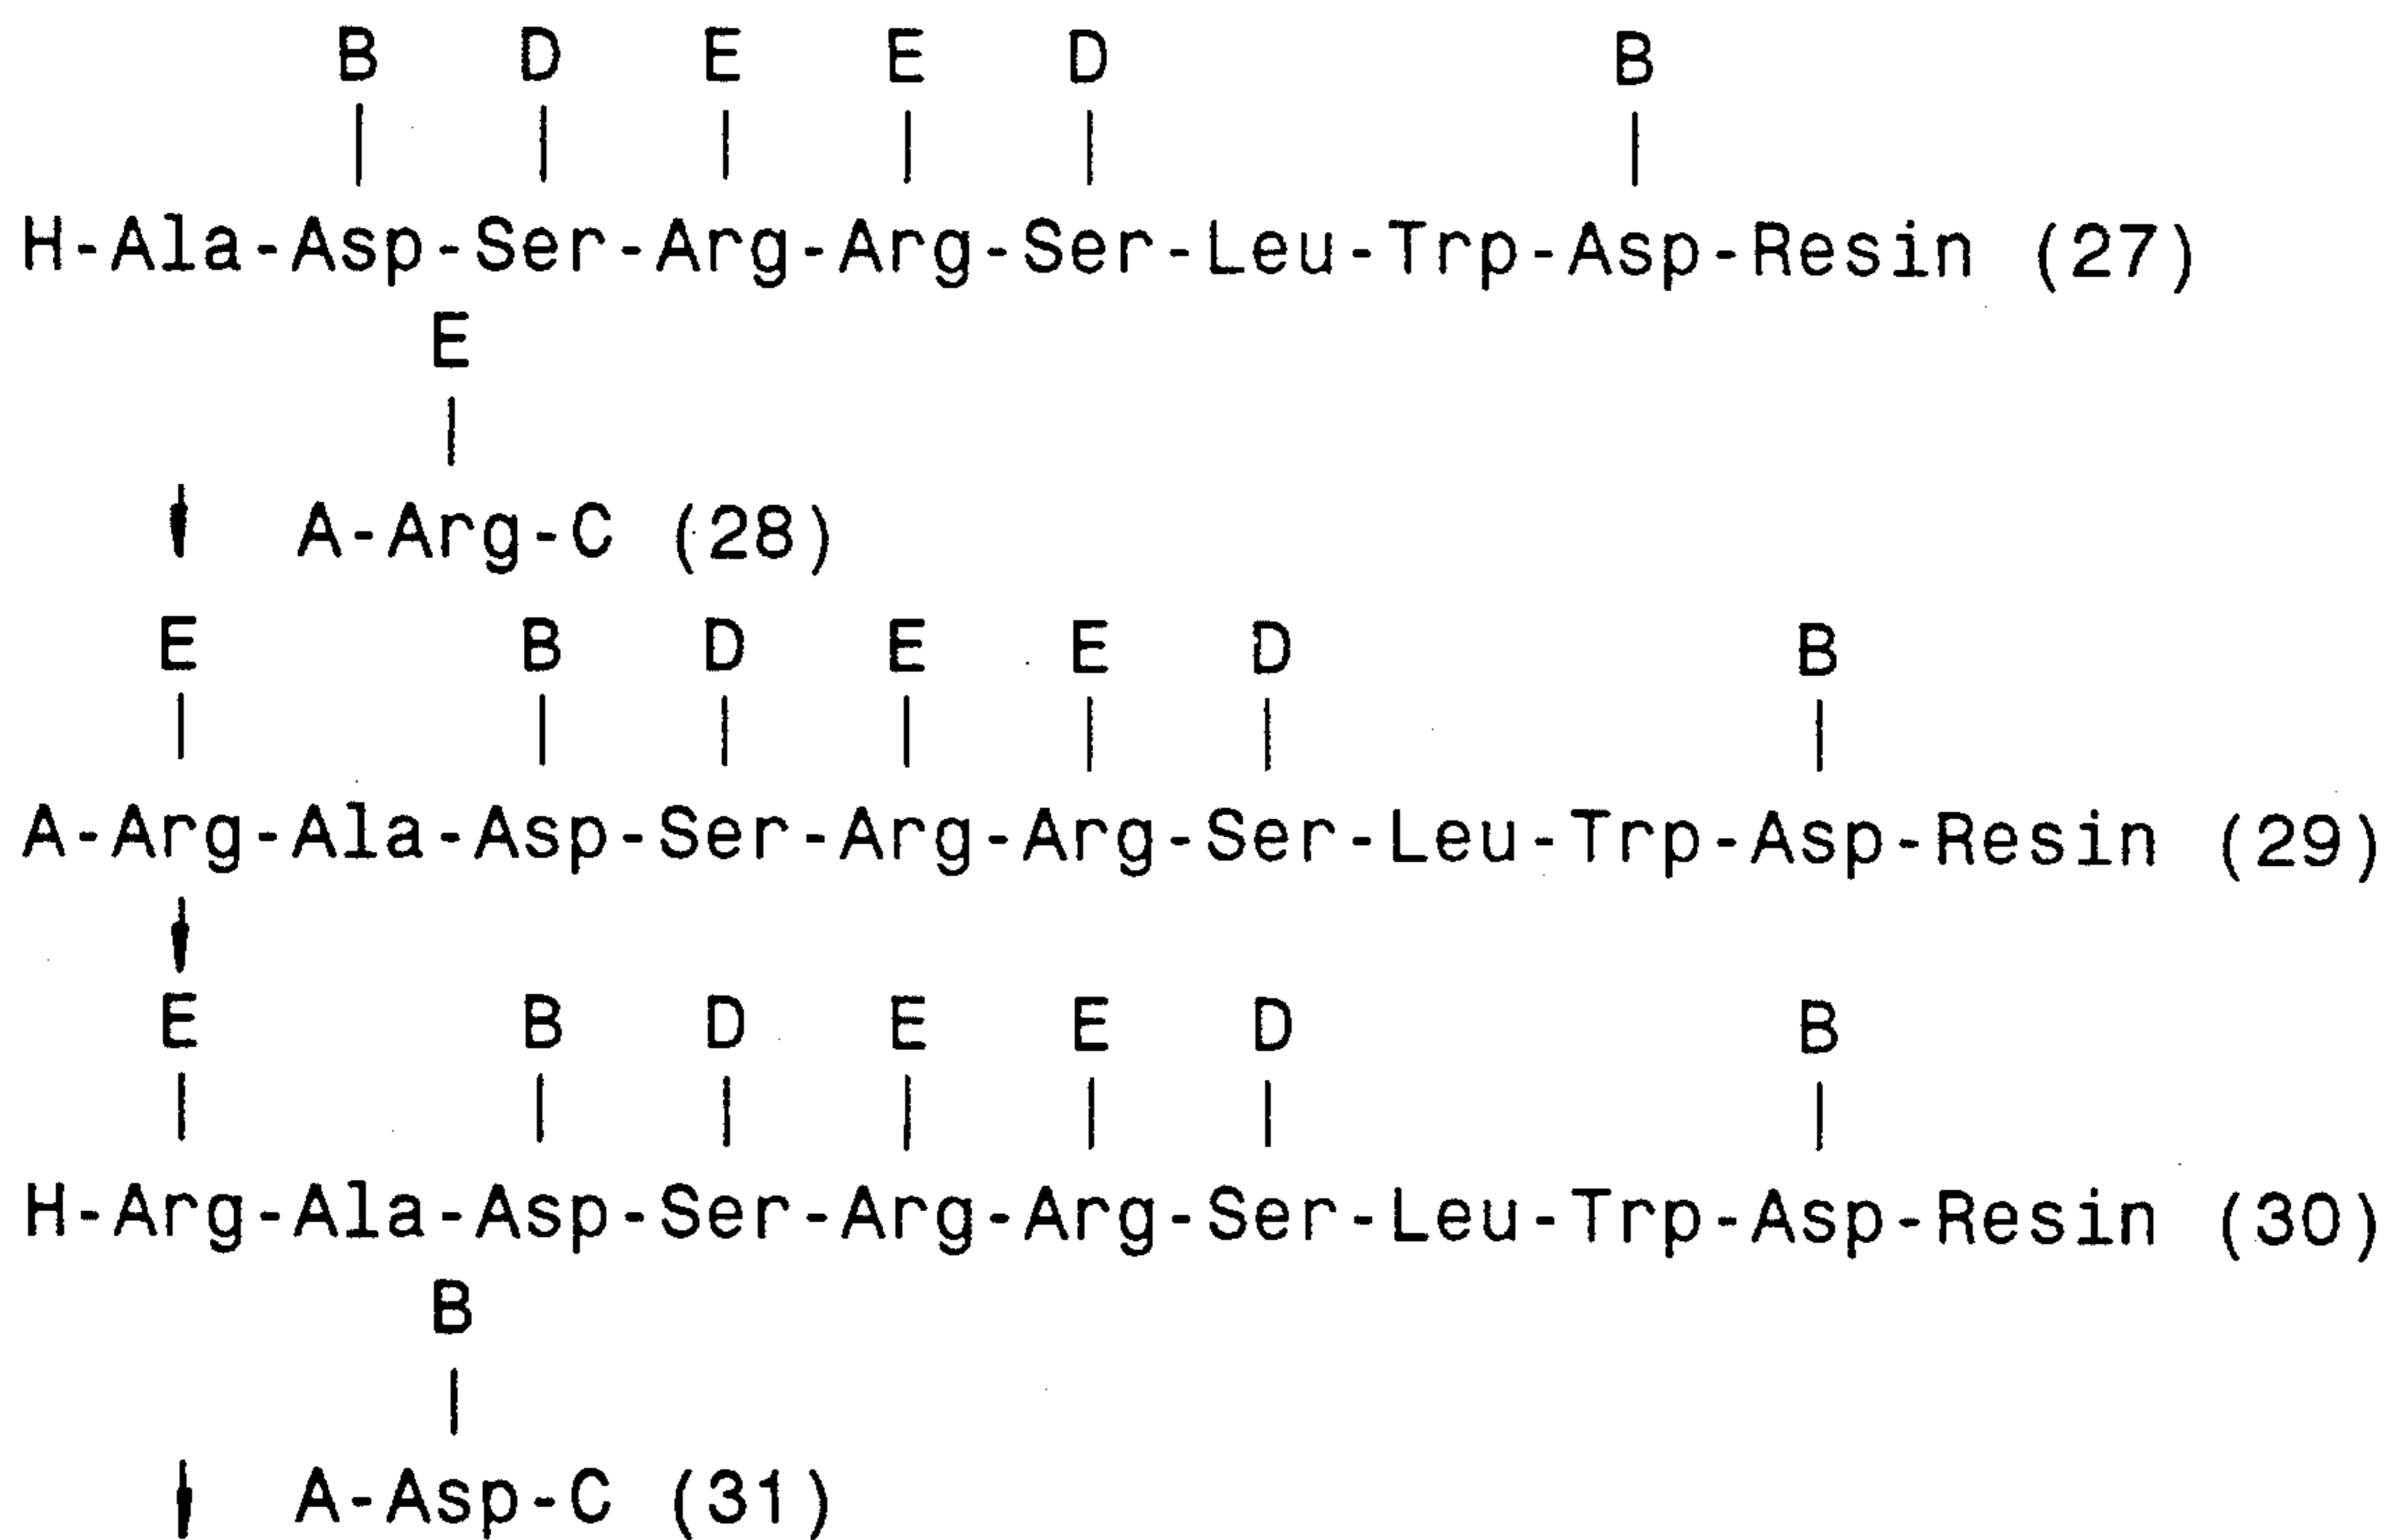 B D E E D B
H-Ala-Asp-Ser-Arg-Arg-Ser-Leu-Trp-Asp-Resin (27)
E
A-Arg-C (28)
E B D E E D B
A-Arg-Ala-Asp-Ser-Arg-Arg-Ser-Leu-Trp-Asp-Resin (29)
E B D E E D B
H-Arg-Ala-Asp-Ser-Arg-Arg-Ser-Leu-Trp-Asp-Resin (30)
B
A-Asp-C (31)